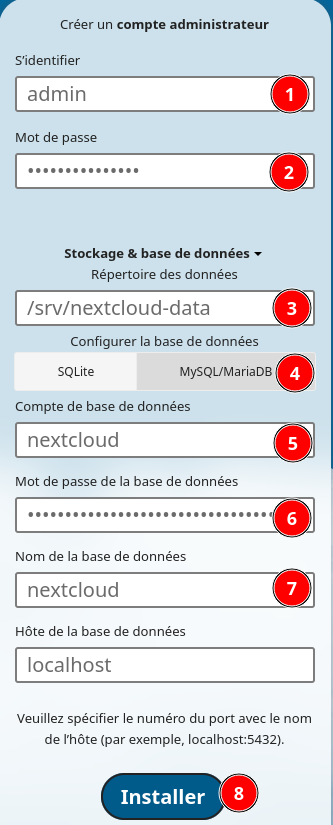 Créer un compte administrateur
S'identifier
admin
1
Mot de passe
•••••••••••••••
2
Stockage & base de données
Répertoire des données
/srv/nextcloud-data
3
Configurer la base de données
SQLite
MySQL/MariaDB
4
Compte de base de données
nextcloud
5
Mot de passe de la base de données
••••••••••••••••••••••••••••••••••
6
Nom de la base de données
nextcloud
7
Hôte de la base de données
localhost
Veuillez spécifier le numéro du port avec le nom
de l'hôte (par exemple, localhost:5432).
Installer
8